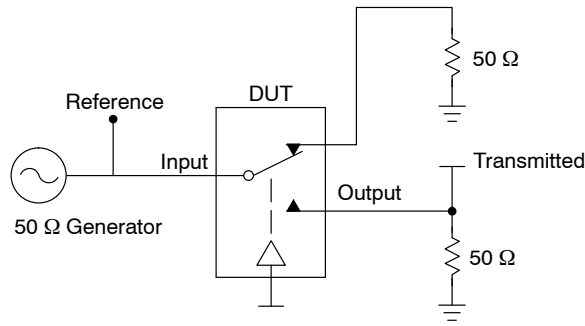 50 Ω
DUT
Reference
Input
Transmitted
Output
50 Ω Generator
50 Ω